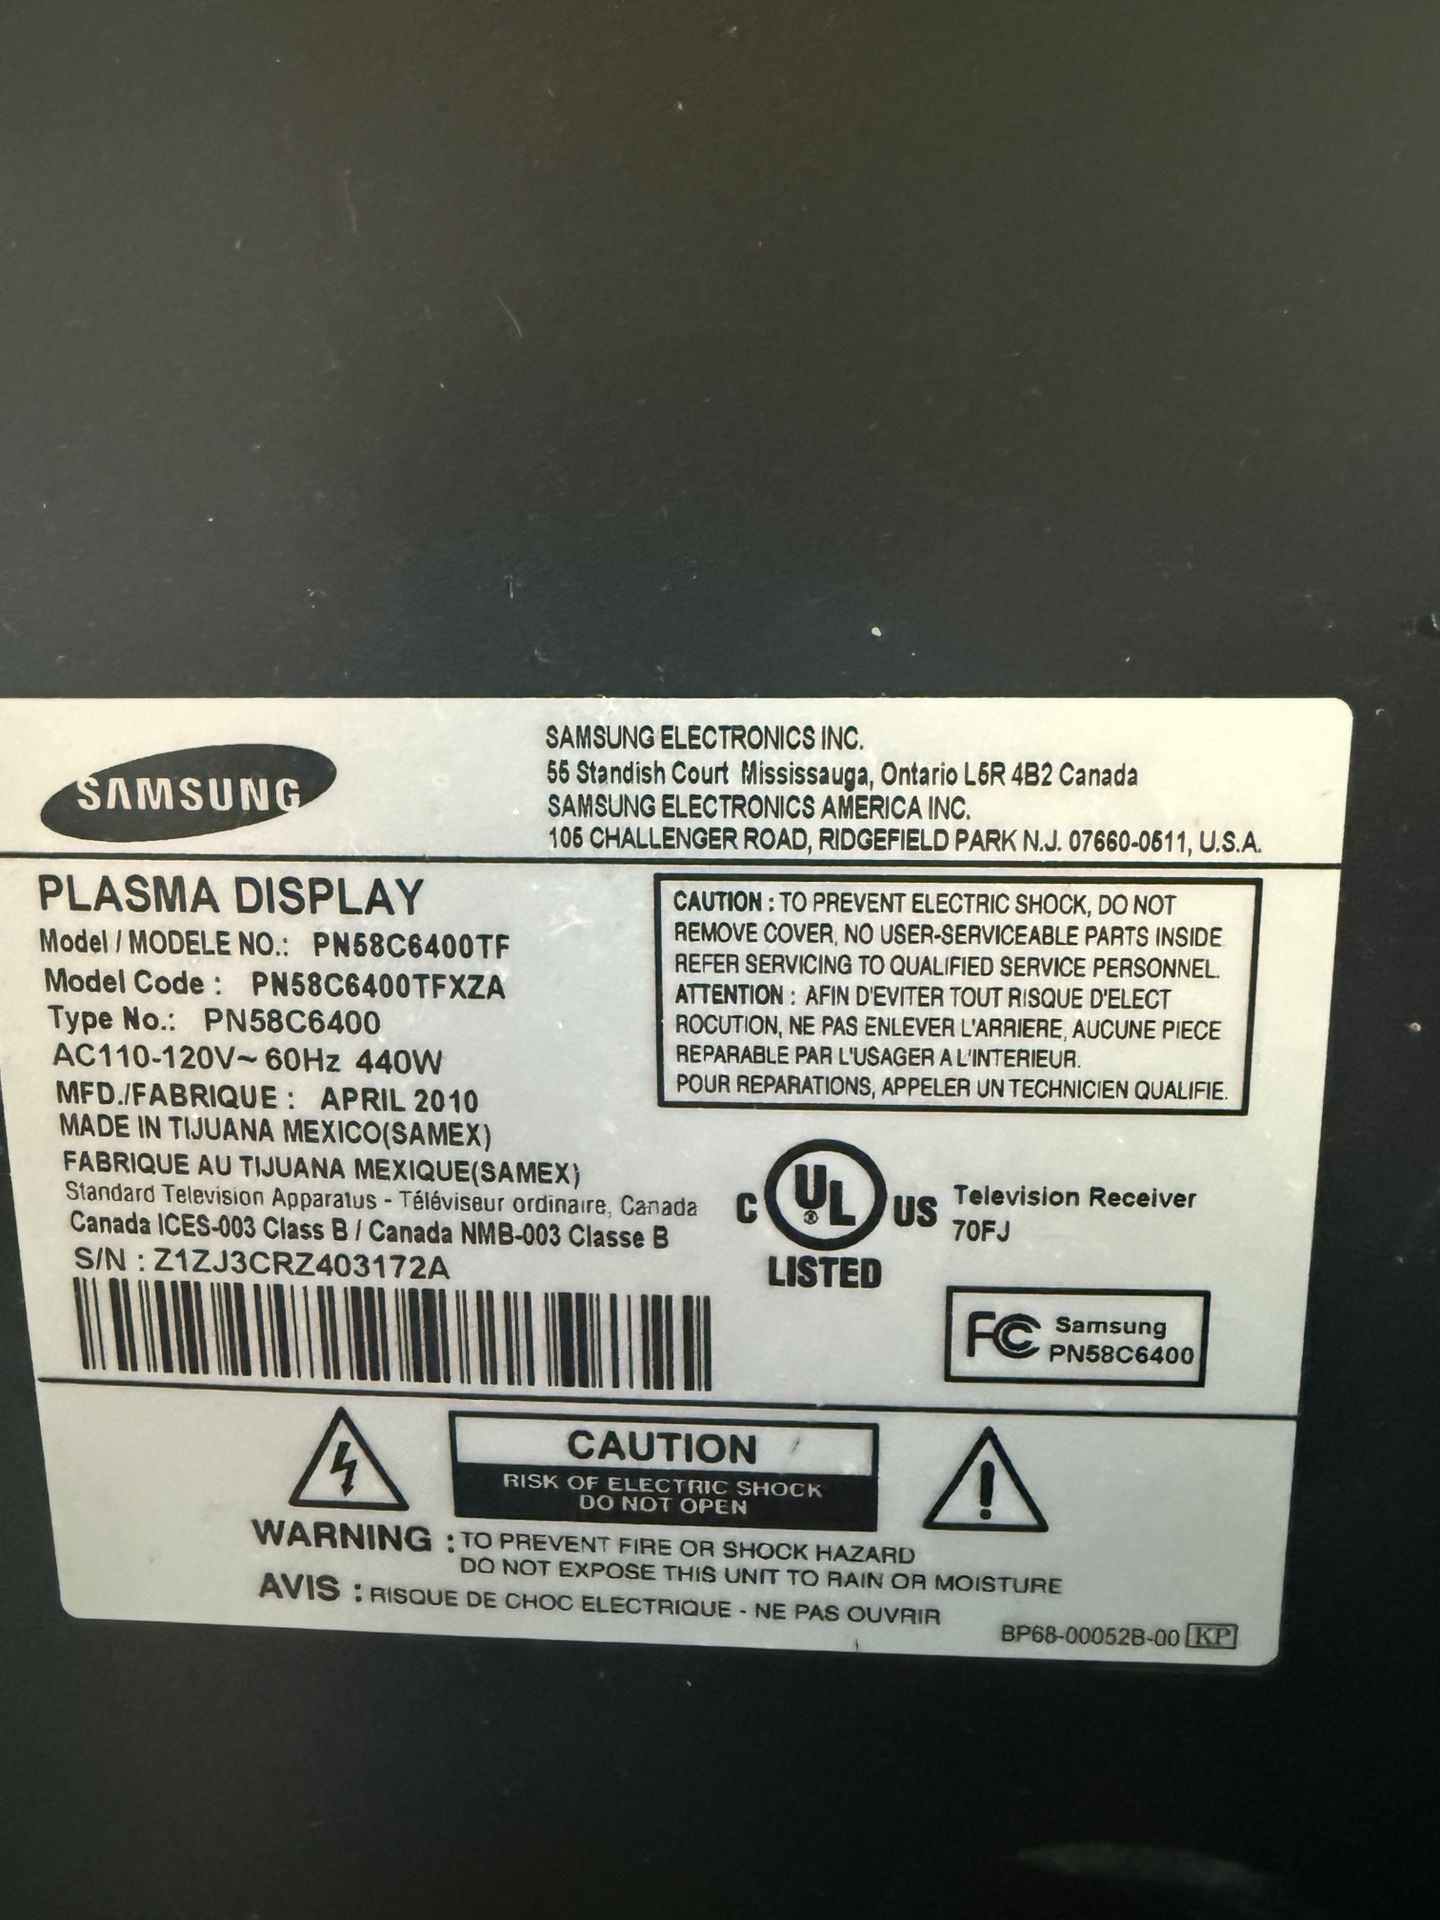 SAMSUNG
SAMSUNG ELECTRONICS INC.
55 Standish Court Mississauga, Ontario L5R 4B2 Canada
SAMSUNG ELECTRONICS AMERICA INC.
105 CHALLENGER ROAD, RIDGEFIELD PARK N.J. 07660-0511, U.S.A.
PLASMA DISPLAY
Model / MODELE NO.: PN58C6400TF
Model Code : PN58C6400TFXZA
Type No.: PN58C6400
AC110-120V~ 60Hz 440W
MFD./FABRIQUE : APRIL 2010
MADE IN TIJUANA MEXICO(SAMEX)
FABRIQUE AU TIJUANA MEXIQUE(SAMEX)
Standard Television Apparatus - Téléviseur ordinaire, Canada
Canada ICES-003 Class B / Canada NMB-003 Classe B
S/N : Z1ZJ3CRZ403172A
CAUTION : TO PREVENT ELECTRIC SHOCK, DO NOT
REMOVE COVER, NO USER-SERVICEABLE PARTS INSIDE
REFER SERVICING TO QUALIFIED SERVICE PERSONNEL.
ATTENTION : AFIN D'EVITER TOUT RISQUE D'ELECT
ROCUTION, NE PAS ENLEVER L'ARRIERE, AUCUNE PIECE
REPARABLE PAR L'USAGER A L'INTERIEUR.
POUR REPARATIONS, APPELER UN TECHNICIEN QUALIFIE.
C UL® US
LISTED
Television Receiver
70FJ
FC Samsung
PN58C6400
CAUTION
RISK OF ELECTRIC SHOCK
DO NOT OPEN
WARNING : TO PREVENT FIRE OR SHOCK HAZARD
DO NOT EXPOSE THIS UNIT TO RAIN OR MOISTURE
AVIS : RISQUE DE CHOC ELECTRIQUE - NE PAS OUVRIR
BP68-00052B-00 KP